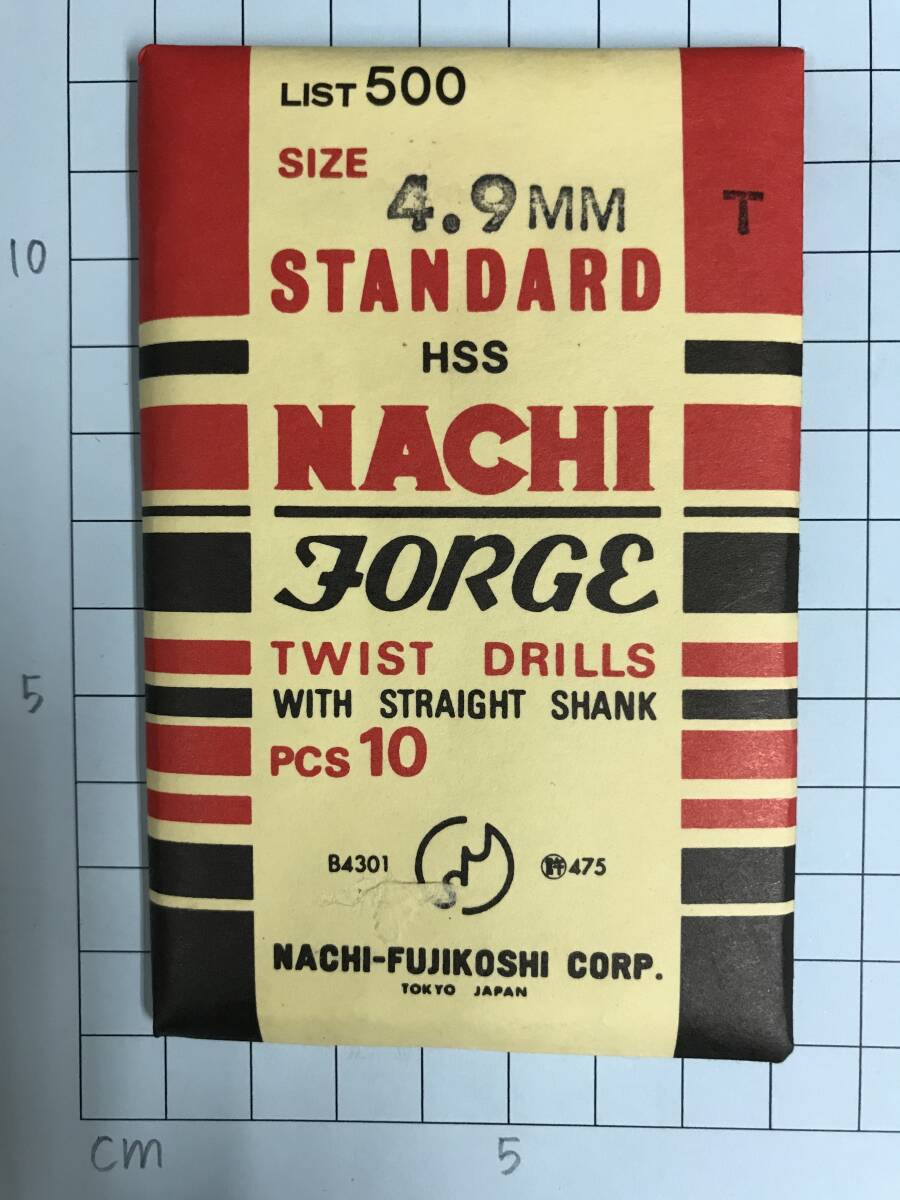 LIST 500
SIZE
4.9 MM
T
10
STANDARD
HSS
NACHI
FORGE
TWIST DRILLS
5
WITH STRAIGHT SHANK
PCS 10
B4301
許 475
NACHI-FUJIKOSHI CORP.
TOKYO JAPAN
cm
5